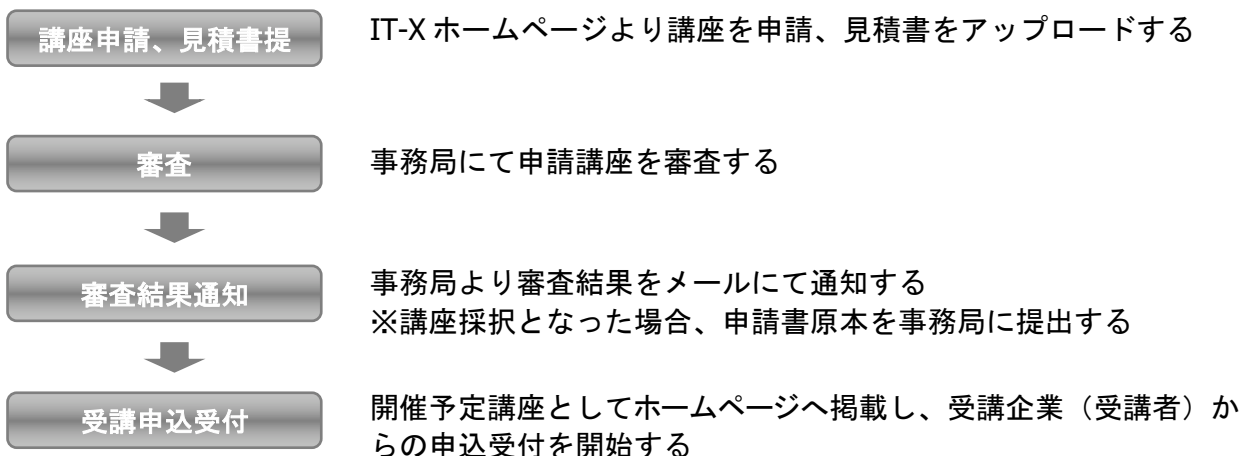 講座申請、見積書提
IT-X ホームページより講座を申請、見積書をアップロードする
審査
事務局にて申請講座を審査する
審査結果通知
事務局より審査結果をメールにて通知する
※講座採択となった場合、申請書原本を事務局に提出する
受講申込受付
開催予定講座としてホームページへ掲載し、受講企業（受講者）か
らの申込受付を開始する